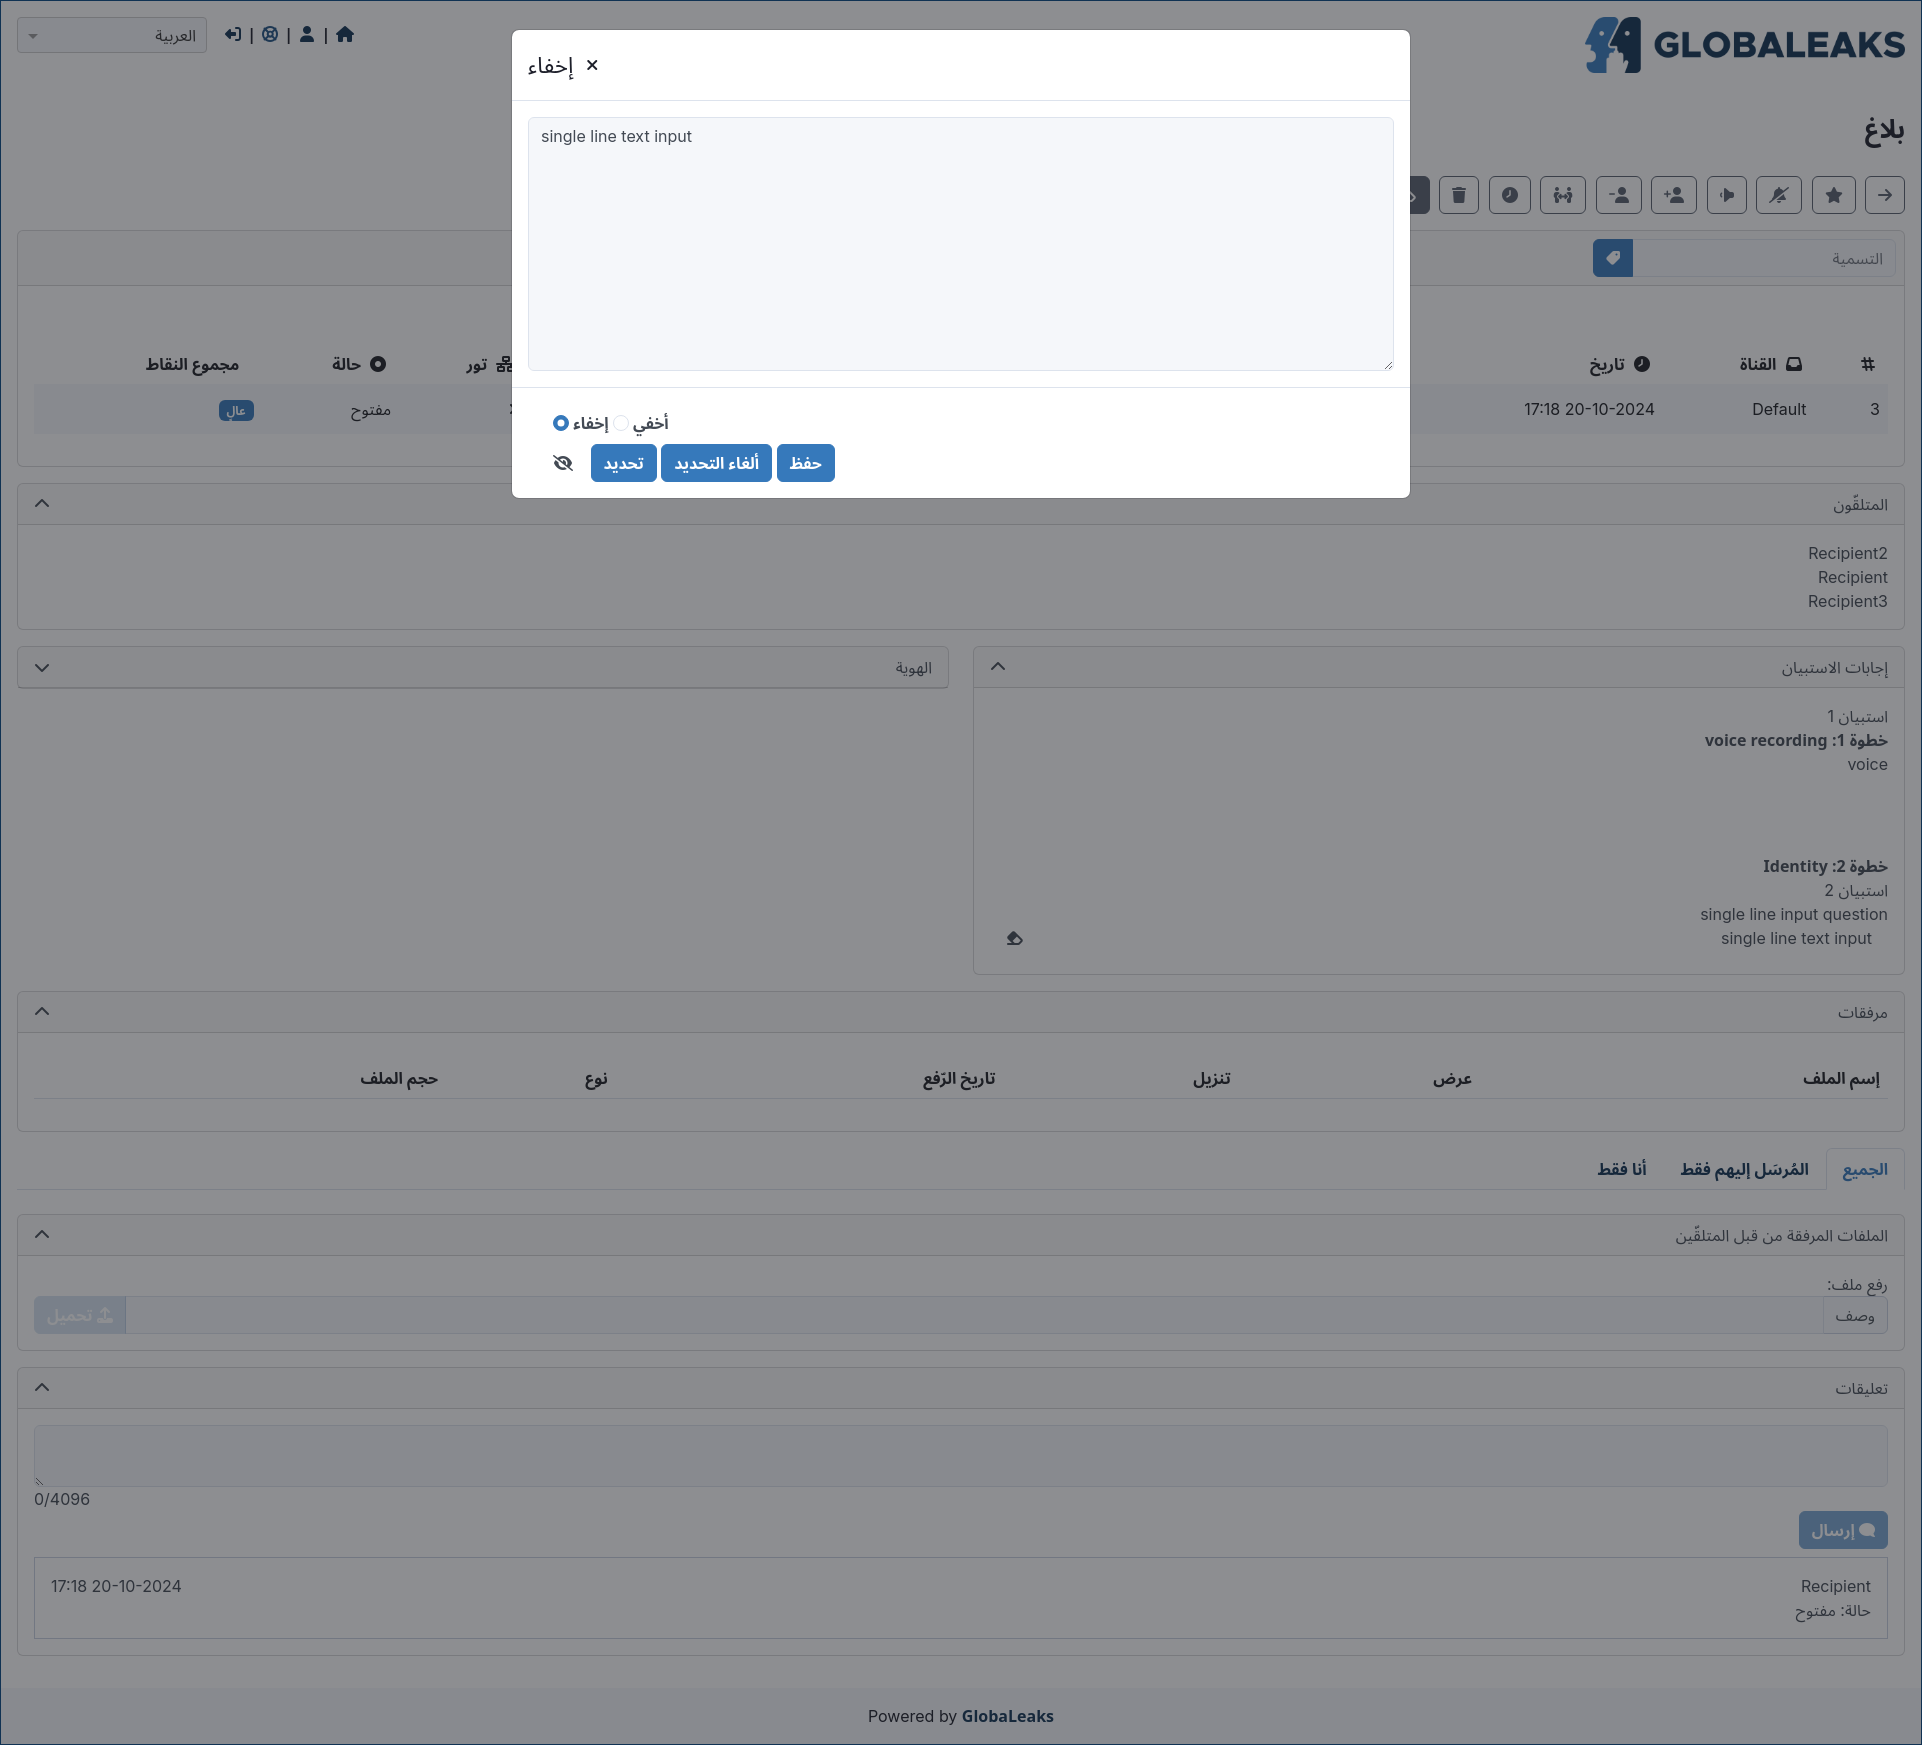 GLOBALEAKS
العربية
إخفاء
single line text input
أخفي
إخفاء
تحديد
ألغاء التحديد
حفظ
بلاغ
التسمية
# القناة تاريخ تور حالة مجموع النقاط
3 Default 17:18 20-10-2024 مفتوح عالٍ
المتلقّون
Recipient2
Recipient
Recipient3
إجابات الاستبيان
استبيان 1
خطوة 1: voice recording
voice
خطوة 2: Identity
استبيان 2
single line input question
single line text input
الهوية
مرفقات
إسم الملف عرض تنزيل تاريخ الرّفع نوع حجم الملف
الجميع المُرسَل إليهم فقط أنا فقط
الملفات المرفقة من قبل المتلقّين
رفع ملف:
وصف
تحميل
تعليقات
0/4096
إرسال
Recipient 17:18 20-10-2024
حالة: مفتوح
Powered by GlobaLeaks